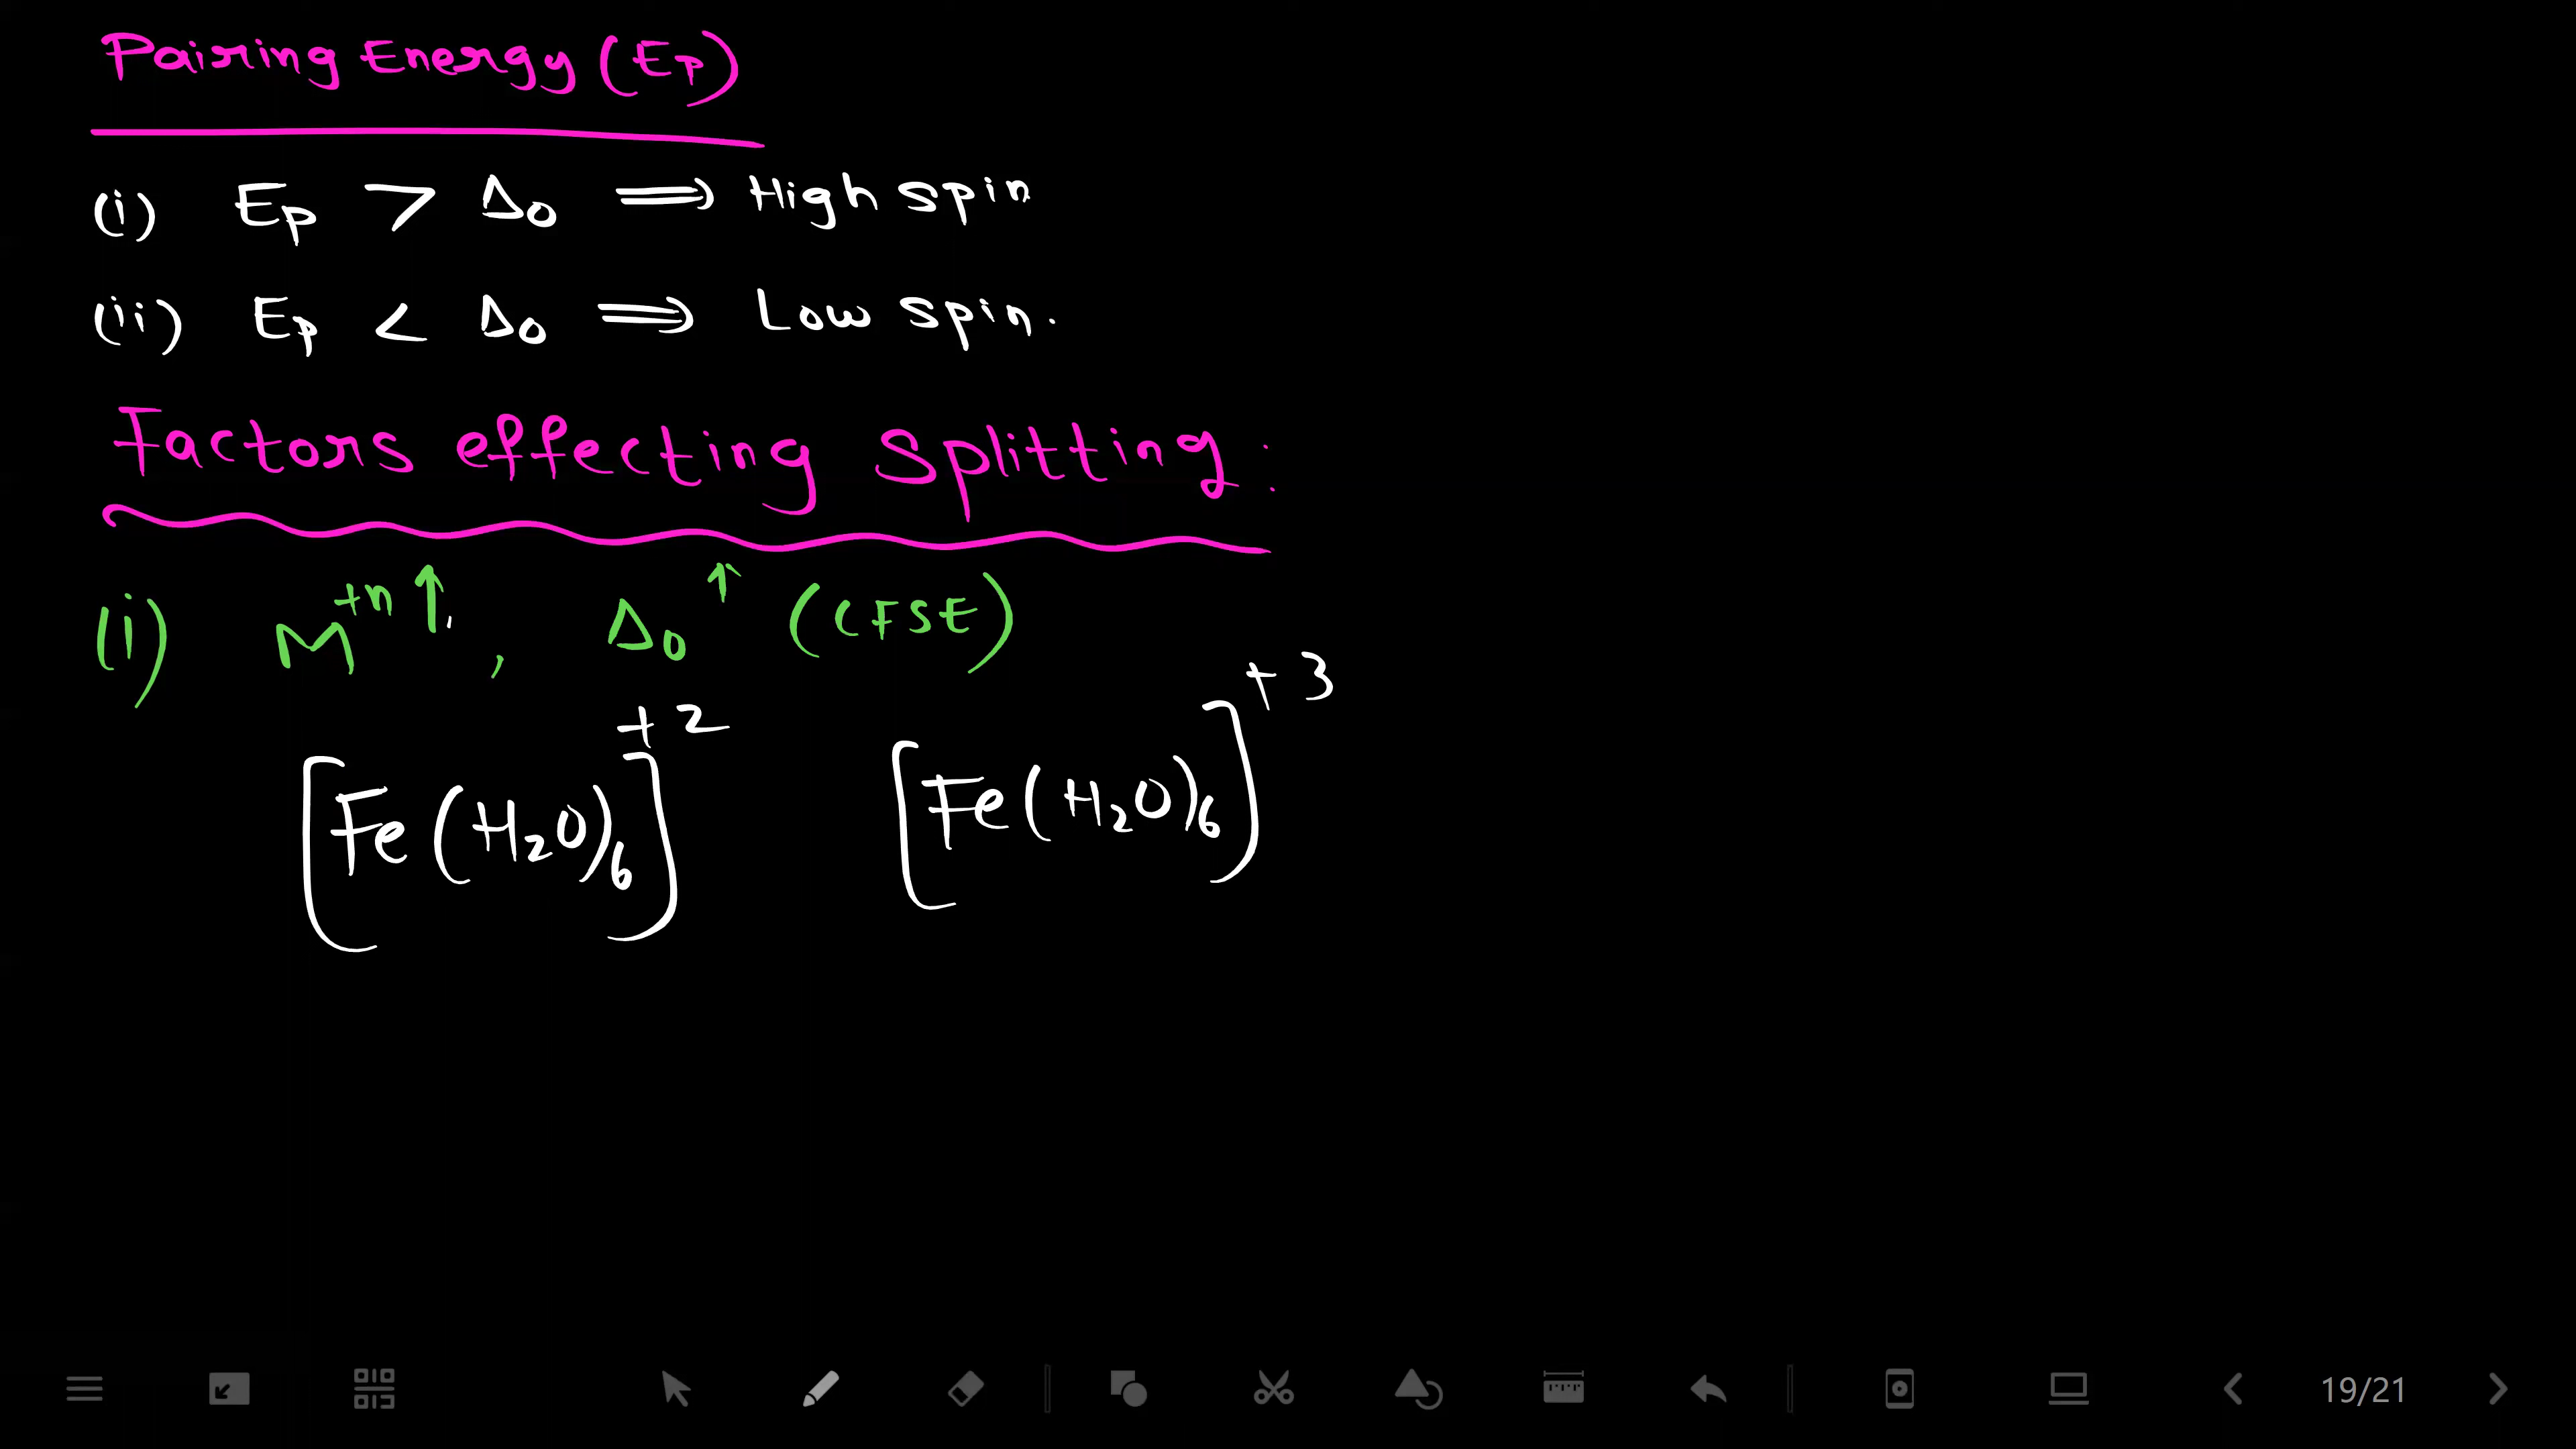 Pairing Energy (Ep)
(i) Ep > Δo ⟹ High spin
(ii) Ep < Δo ⟹ Low spin.
Factors effecting Splitting:
(i) M⁺ⁿ↑, Δo↑ (CFSE)
[Fe(H₂O)₆]⁺² [Fe(H₂O)₆]⁺³
19/21